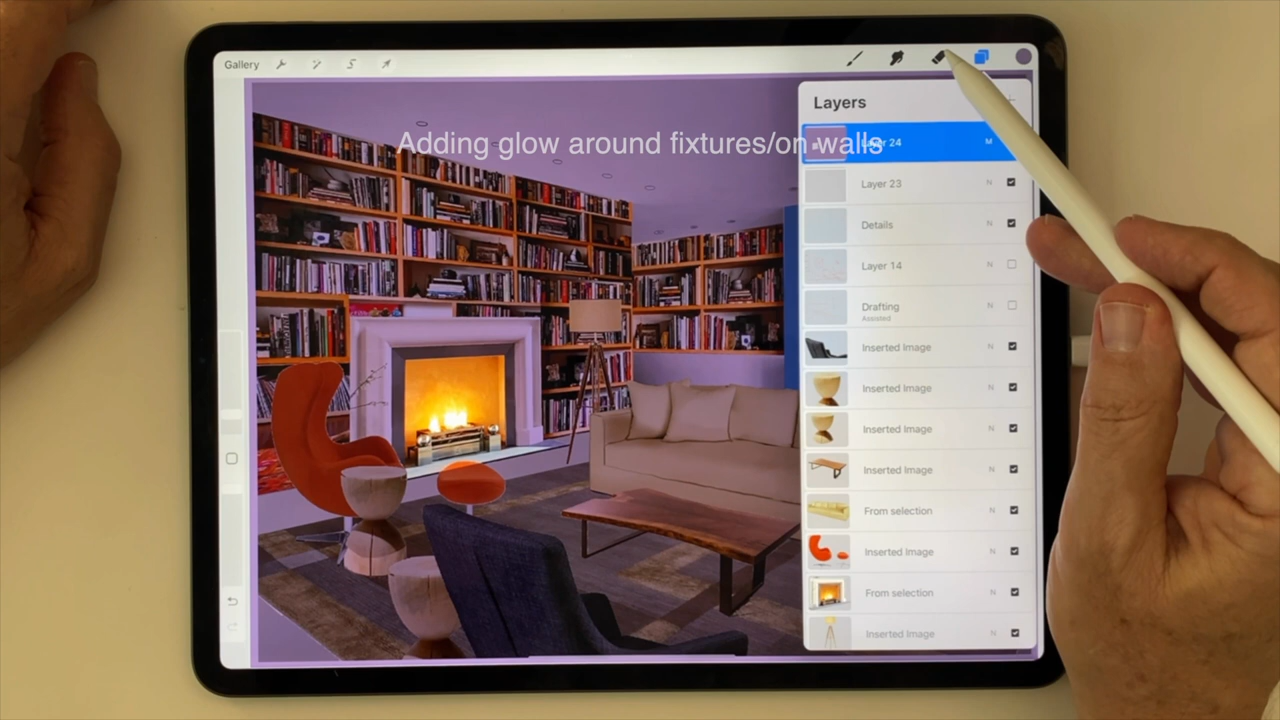 Gallery
Layers
Adding glow around fixtures/on walls
Layer 24
M
Layer 23
N
Details
N
Layer 14
N
Drafting
Assisted
N
Inserted Image
N
Inserted Image
N
Inserted Image
N
Inserted Image
N
From selection
N
Inserted Image
N
From selection
N
Inserted Image
N